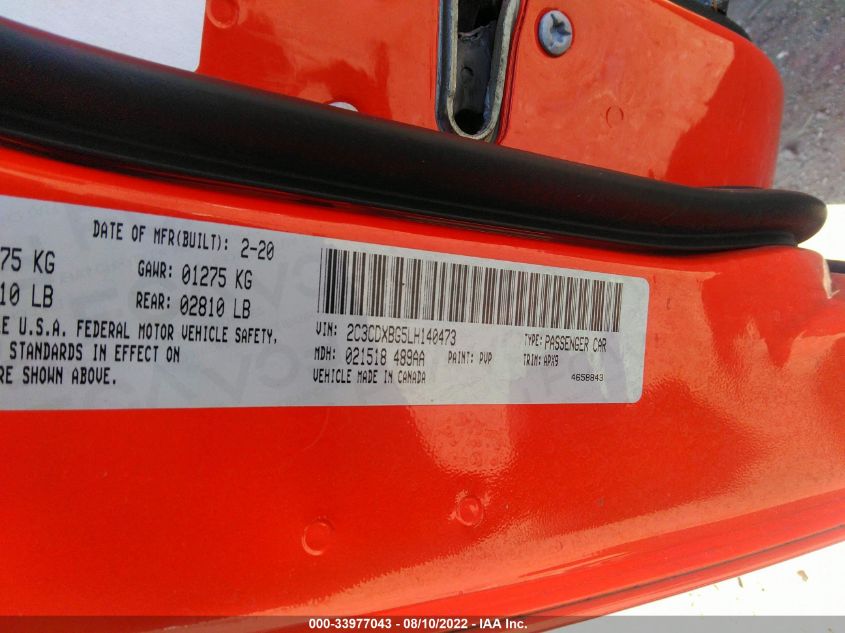 DATE OF MFR(BUILT): 2-20
75 KG GAWR: 01275 KG
10 LB REAR: 02810 LB
E U.S.A. FEDERAL MOTOR VEHICLE SAFETY,
STANDARDS IN EFFECT ON
RE SHOWN ABOVE.
VIN: 2C3CDXBG5LH140473 TYPE: PASSENGER CAR
MDH: 021518 489AA PAINT: PVP TRIM: APX9
VEHICLE MADE IN CANADA 4658843
000-33977043 - 08/10/2022 - IAA Inc.